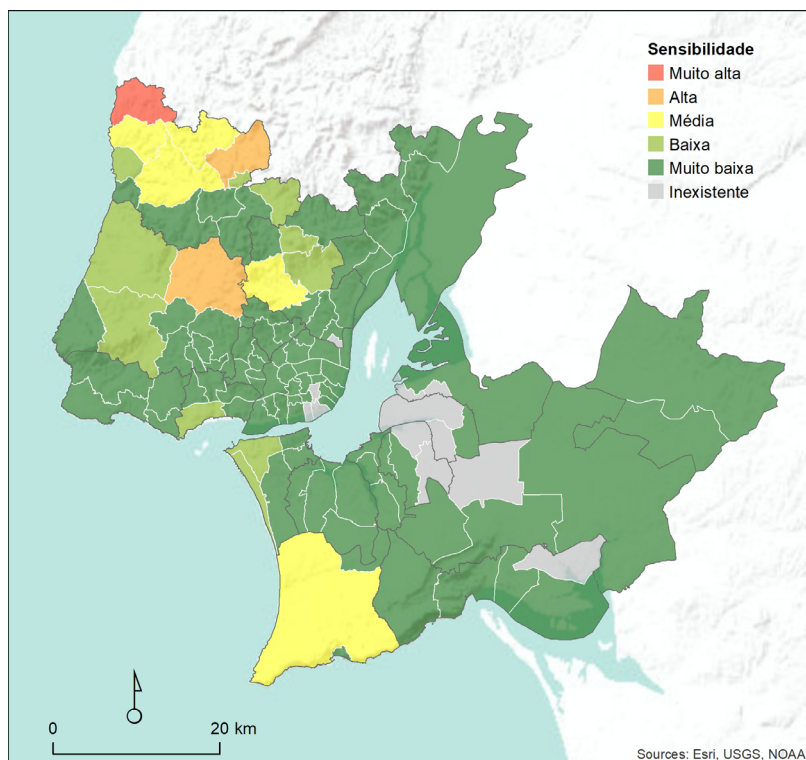 Sensibilidade
Muito alta
Alta
Média
Baixa
Muito baixa
Inexistente
0 20 km
Sources: Esri, USGS, NOAA